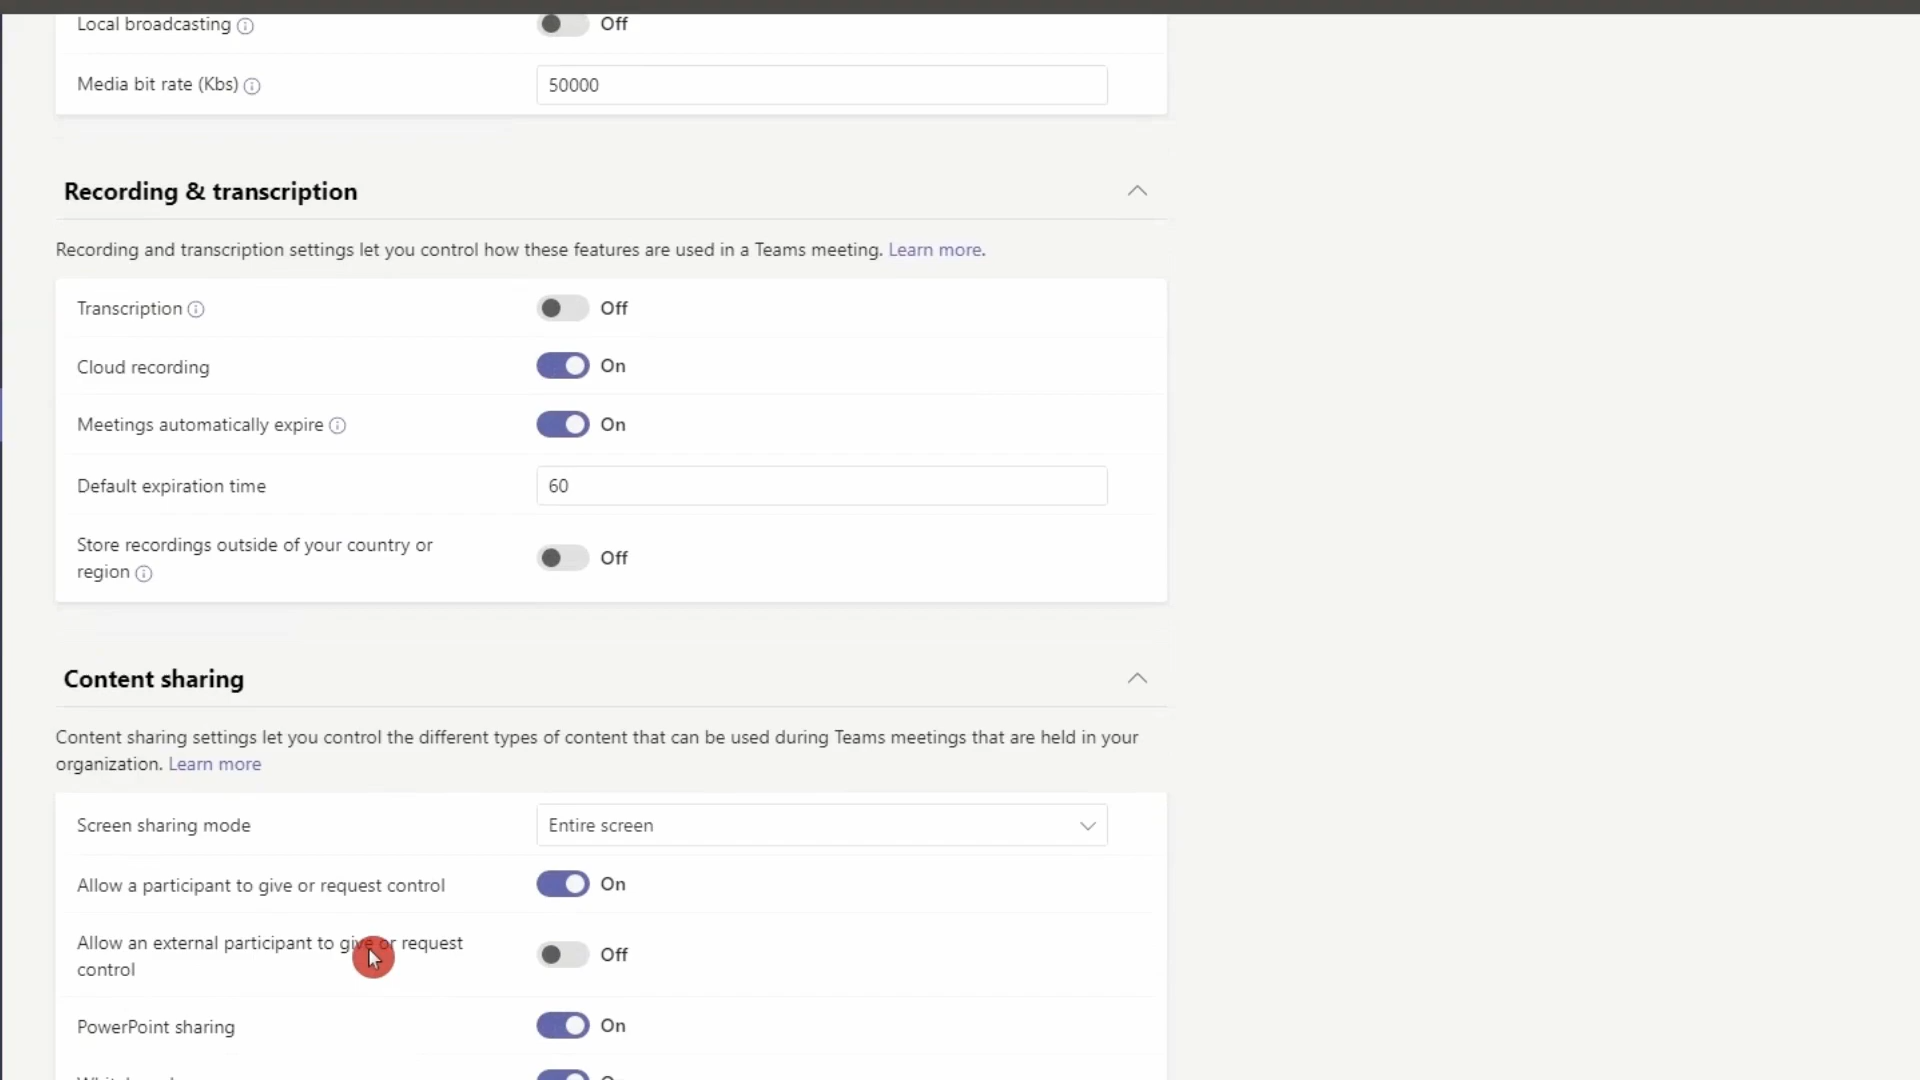 Local broadcasting Off
Media bit rate (Kbs) 50000
Recording & transcription
Recording and transcription settings let you control how these features are used in a Teams meeting. Learn more.
Transcription Off
Cloud recording On
Meetings automatically expire On
Default expiration time 60
Store recordings outside of your country or
region Off
Content sharing
Content sharing settings let you control the different types of content that can be used during Teams meetings that are held in your
organization. Learn more
Screen sharing mode Entire screen
Allow a participant to give or request control On
Allow an external participant to give or request
control Off
PowerPoint sharing On